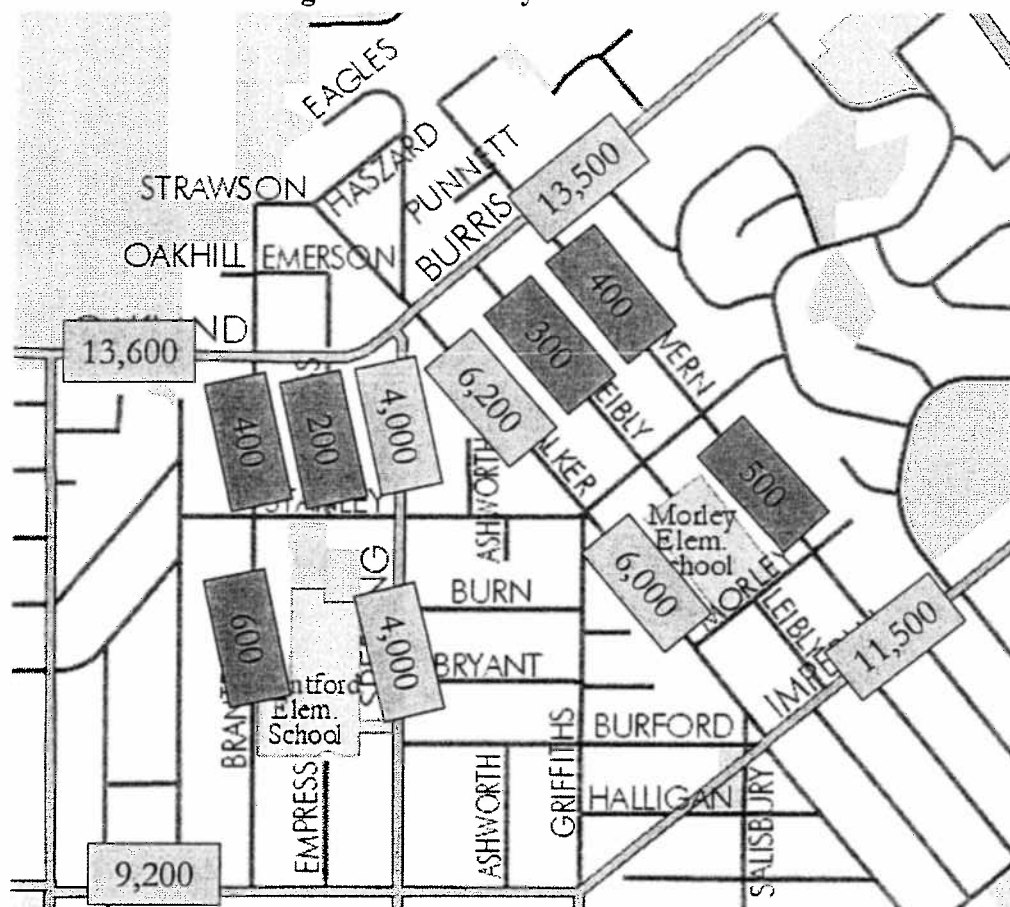 EAGLES
HASZARD
PUNNETT
STRAWSON
BURRIS
13,500
OAKHILL
EMERSON
400
300
13,600
6,200
4,000
200
400
ASHWORTH
500
Morley
Elem.
School
6,000
MORLEY
BURN
600
4,000
BRYANT
LEIBLY
11,500
Elem.
School
BURFORD
GRIFFITHS
HALLIGAN
EMPRESS
ASHWORTH
SALISBURY
9,200